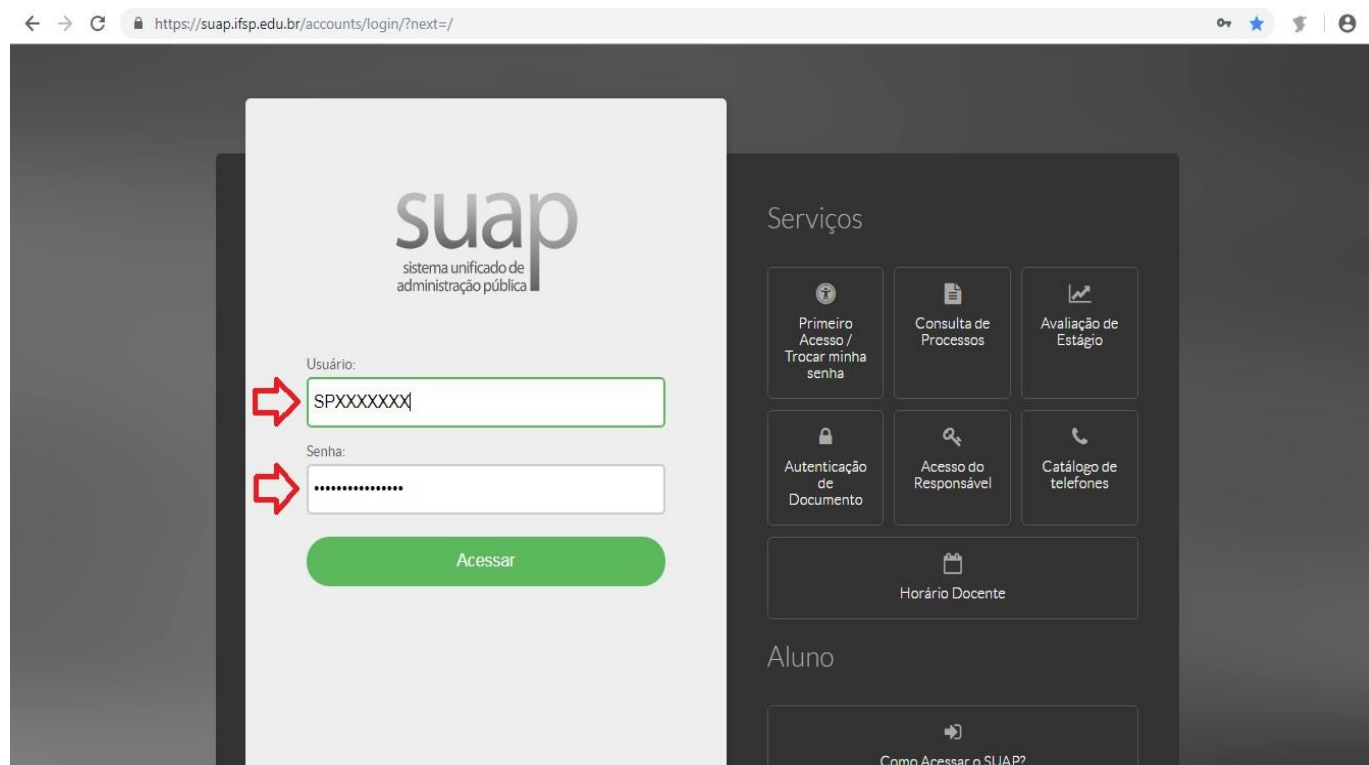 https://suap.ifsp.edu.br/accounts/login/?next=/
suap
sistema unificado de
administração pública
Usuário:
SPXXXXXXX
Senha:
••••••••••••••••
Acessar
Serviços
Primeiro
Acesso /
Trocar minha
senha
Consulta de
Processos
Avaliação de
Estágio
Autenticação
de
Documento
Acesso do
Responsável
Catálogo de
telefones
Horário Docente
Aluno
Como Acessar o SUAP?